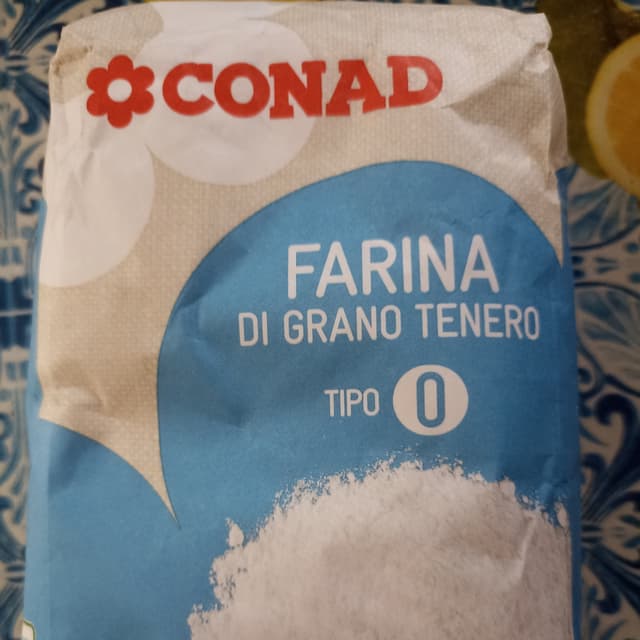 CONAD
FARINA
DI GRANO TENERO
TIPO 0